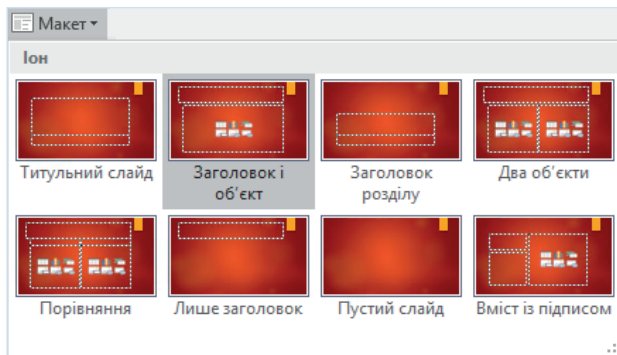 Макет
Іон
Титульний слайд
Заголовок і
об’єкт
Заголовок
розділу
Два об’єкти
Порівняння
Лише заголовок
Пустий слайд
Вміст із підписом